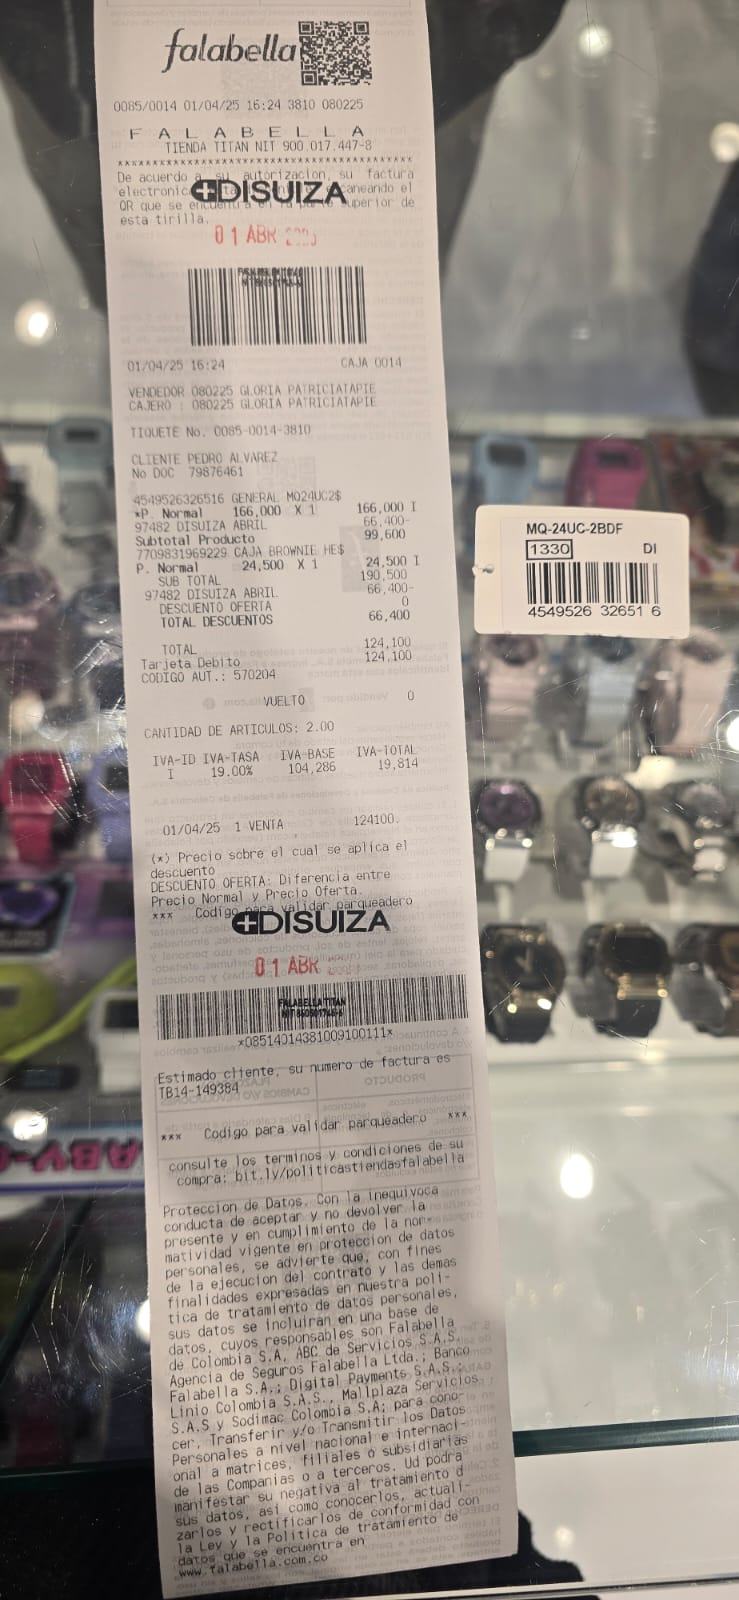 falabella
0085/0014 01/04/25 16:24 3810 080225
F A L A B E L L A
TIENDA TITAN NIT 900.017.447-8
De acuerdo a su autorizacion, su factura
electronic caneando el
DISUIZA
QR que se encuentra en superior de
esta tirilla.
01 ABR
01/04/25 16:24 CAJA 0014
VENDEDOR 080225 GLORIA PATRICIATAPIE
CAJERO : 080225 GLORIA PATRICIATAPIE
TIQUETE No. 0085-0014-3810
CLIENTE PEDRO ALVAREZ
No DOC 79876461
4549526326516 GENERAL MQ24UC2$
*P. Normal 166,000 X 1 166,000 I
97482 DISUIZA ABRIL 66,400-
Subtotal Producto 99,600
7709831969229 CAJA BROWNIE HE$
P. Normal 24,500 X 1 24,500 I
SUB TOTAL 190,500
97482 DISUIZA ABRIL 66,400-
DESCUENTO OFERTA 0
TOTAL DESCUENTOS 66,400
TOTAL 124,100
Tarjeta Debito 124,100
CODIGO AUT.: 570204
VUELTO 0
CANTIDAD DE ARTICULOS: 2.00
IVA-ID IVA-TASA IVA-BASE IVA-TOTAL
I 19.00% 104,286 19,814
01/04/25 1 VENTA 124100.
(*) Precio sobre el cual se aplica el
descuento
DESCUENTO OFERTA: Diferencia entre
Precio Normal y Precio Oferta.
*** Codigo para validar parqueadero
DISUIZA
01 ABR
FALABELLA TITAN
*08514014381009100111*
Estimado cliente, su numero de factura es
TB14-149384
*** Codigo para validar parqueadero ***
consulte los terminos y condiciones de su
compra: bit.ly/politicastiendasfalabella
Proteccion de Datos. Con la inequivoca
conducta de aceptar y no devolver la
presente y en cumplimiento de la nor-
matividad vigente en proteccion de datos
personales, se advierte que, con fines
de la ejecucion del contrato y las demas
finalidades expresadas en nuestra poli-
tica de tratamiento de datos personales,
sus datos se incluiran en una base de
datos, cuyos responsables son Falabella
de Colombia S.A, ABC de Servicios S.A.S,
Agencia de Seguros Falabella Ltda.; Banco
Falabella S.A.; Digital Payments S.A.S.;
Linio Colombia S.A.S., Mallplaza Servicios
S.A.S y Sodimac Colombia S.A; para cono-
cer, Transferir y/o Transmitir los Datos
Personales a nivel nacional e internaci-
onal a matrices, filiales o subsidiarias
de las Companias o a terceros. Ud podra
manifestar su negativa al tratamiento d
sus datos, asi como conocerlos, actuali-
zarlos y rectificarlos de conformidad con
la Ley y la Politica de tratamiento de
datos que se encuentra en
www.falabella.com.co
MQ-24UC-2BDF
1330 DI
4549526 32651 6